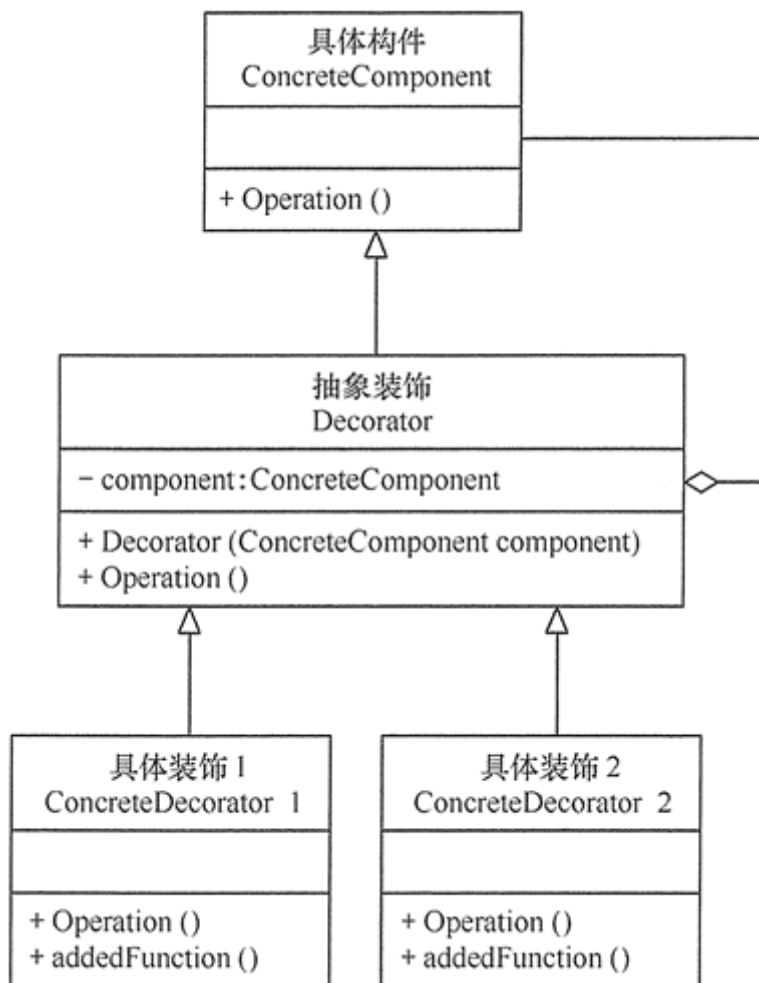 具体构件
ConcreteComponent
+ Operation ()
抽象装饰
Decorator
− component:ConcreteComponent
+ Decorator (ConcreteComponent component)
+ Operation ()
具体装饰 1
ConcreteDecorator 1
+ Operation ()
+ addedFunction ()
具体装饰 2
ConcreteDecorator 2
+ Operation ()
+ addedFunction ()